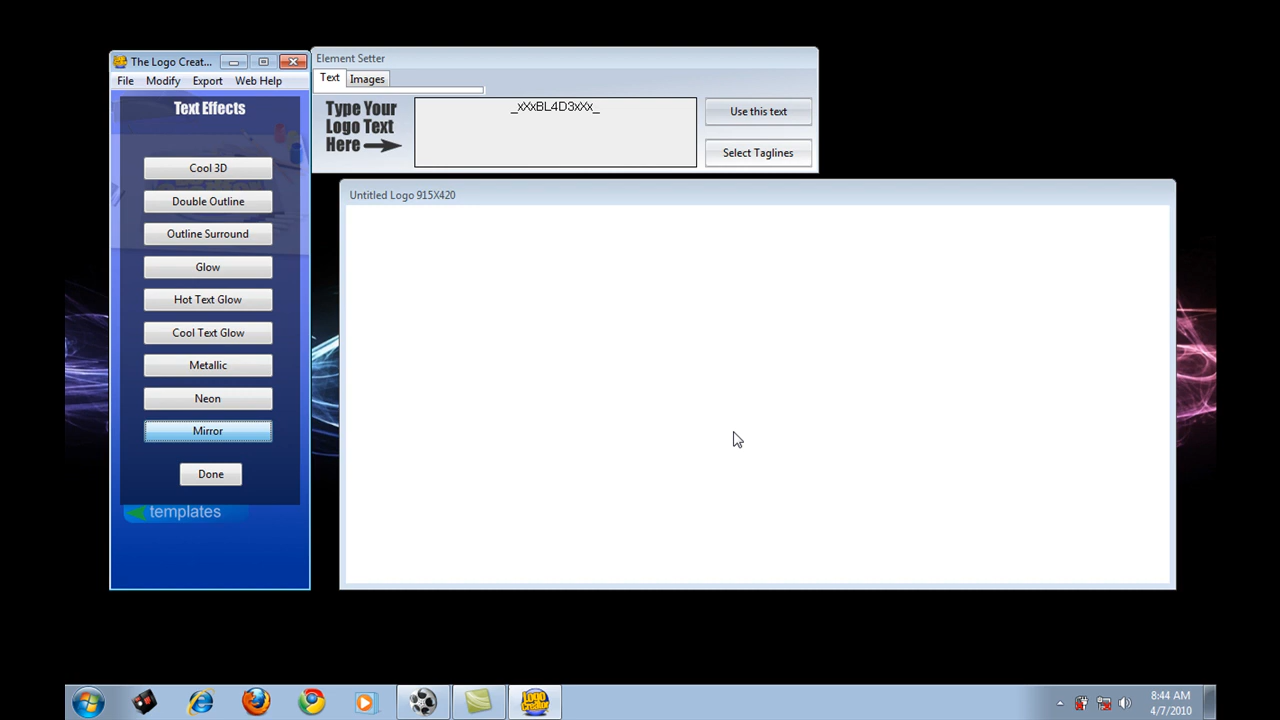 The Logo Creat...
File Modify Export Web Help
Text Effects
Cool 3D
Double Outline
Outline Surround
Glow
Hot Text Glow
Cool Text Glow
Metallic
Neon
Mirror
Done
templates
Element Setter
Text Images
Type Your
Logo Text
Here
_xXxBL4D3xXx_
Use this text
Select Taglines
Untitled Logo 915X420
Logo
Creator
8:44 AM
4/7/2010